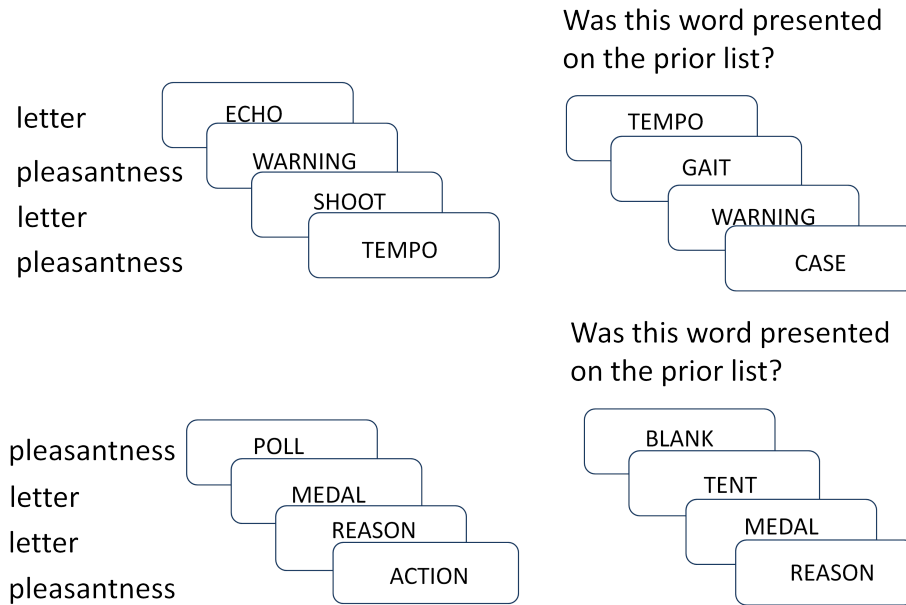 Was this word presented
on the prior list?
letter
pleasantness
letter
pleasantness
ECHO
WARNING
SHOOT
TEMPO
TEMPO
GAIT
WARNING
CASE
Was this word presented
on the prior list?
pleasantness
letter
letter
pleasantness
POLL
MEDAL
REASON
ACTION
BLANK
TENT
MEDAL
REASON